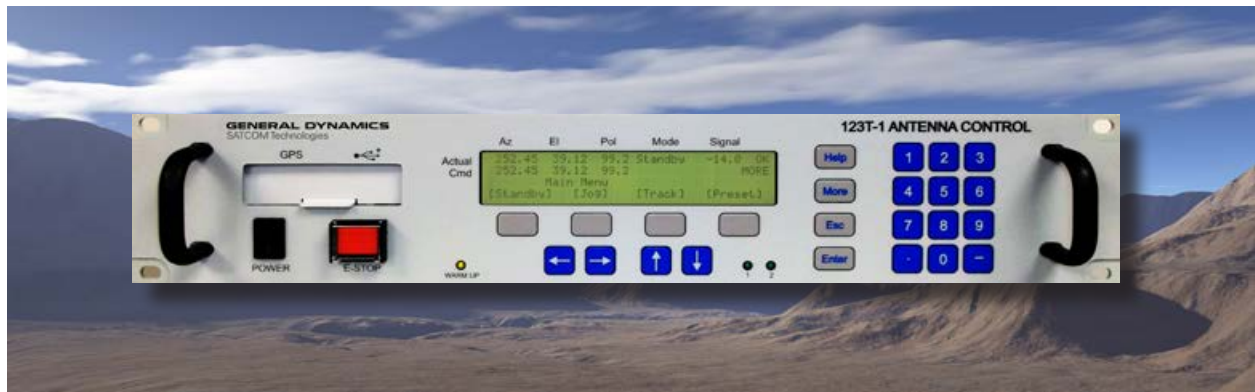 GENERAL DYNAMICS
SATCOM Technologies
123T-1 ANTENNA CONTROL
GPS
Az El Pol Mode Signal
Actual 252.45 39.12 99.2 Standby -14.0 OK
Cmd 252.45 39.12 99.2 MORE
Main Menu
[Standby] [Jog] [Track] [Preset]
POWER
E-STOP
WARM UP
1 2
Help
More
Esc
Enter
1 2 3
4 5 6
7 8 9
. 0 −